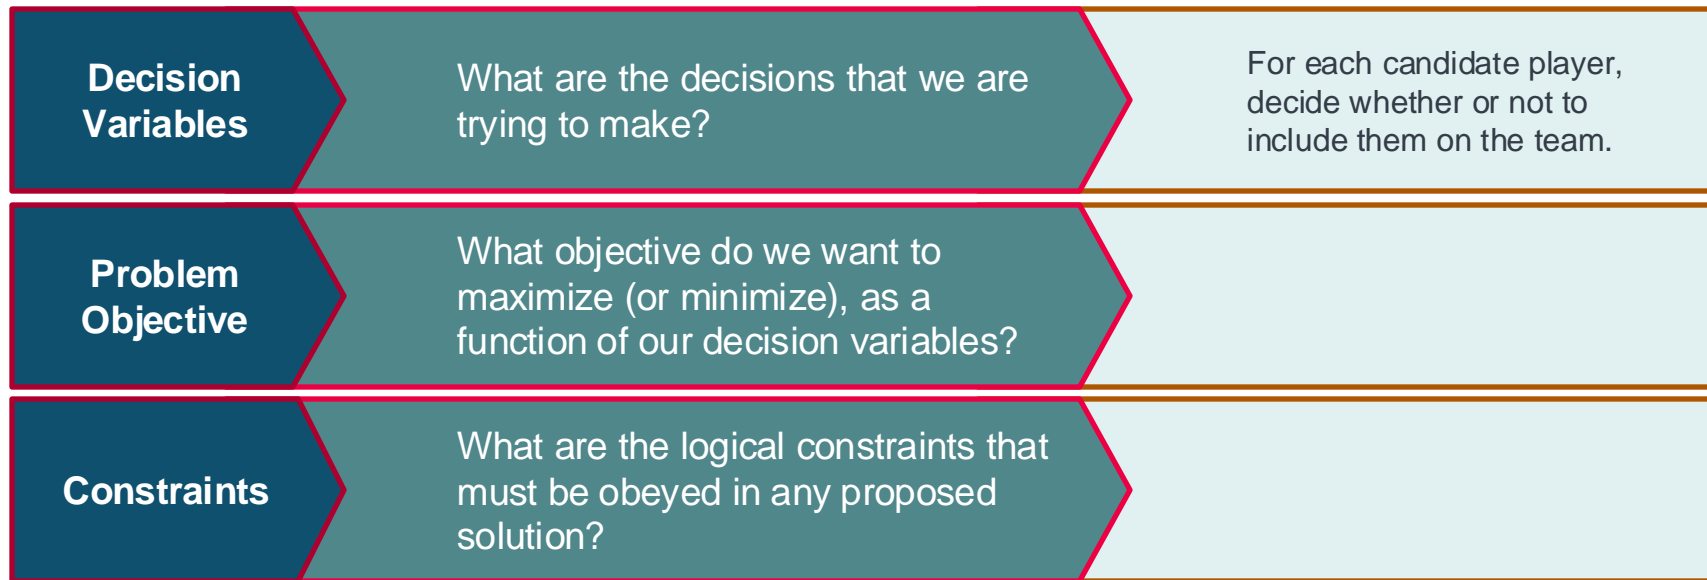 Decision
Variables
What are the decisions that we are
trying to make?
For each candidate player,
decide whether or not to
include them on the team.
Problem
Objective
What objective do we want to
maximize (or minimize), as a
function of our decision variables?
Constraints
What are the logical constraints that
must be obeyed in any proposed
solution?